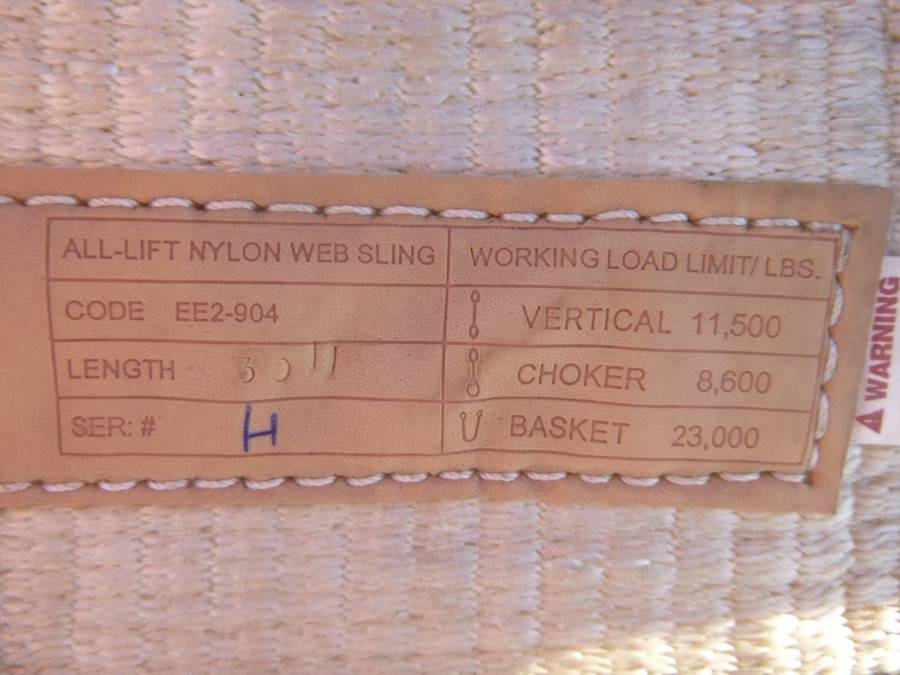 ALL-LIFT NYLON WEB SLING
CODE EE2-904
LENGTH 30"
SER: # H
WORKING LOAD LIMIT/ LBS.
VERTICAL 11,500
CHOKER 8,600
BASKET 23,000
WARNING